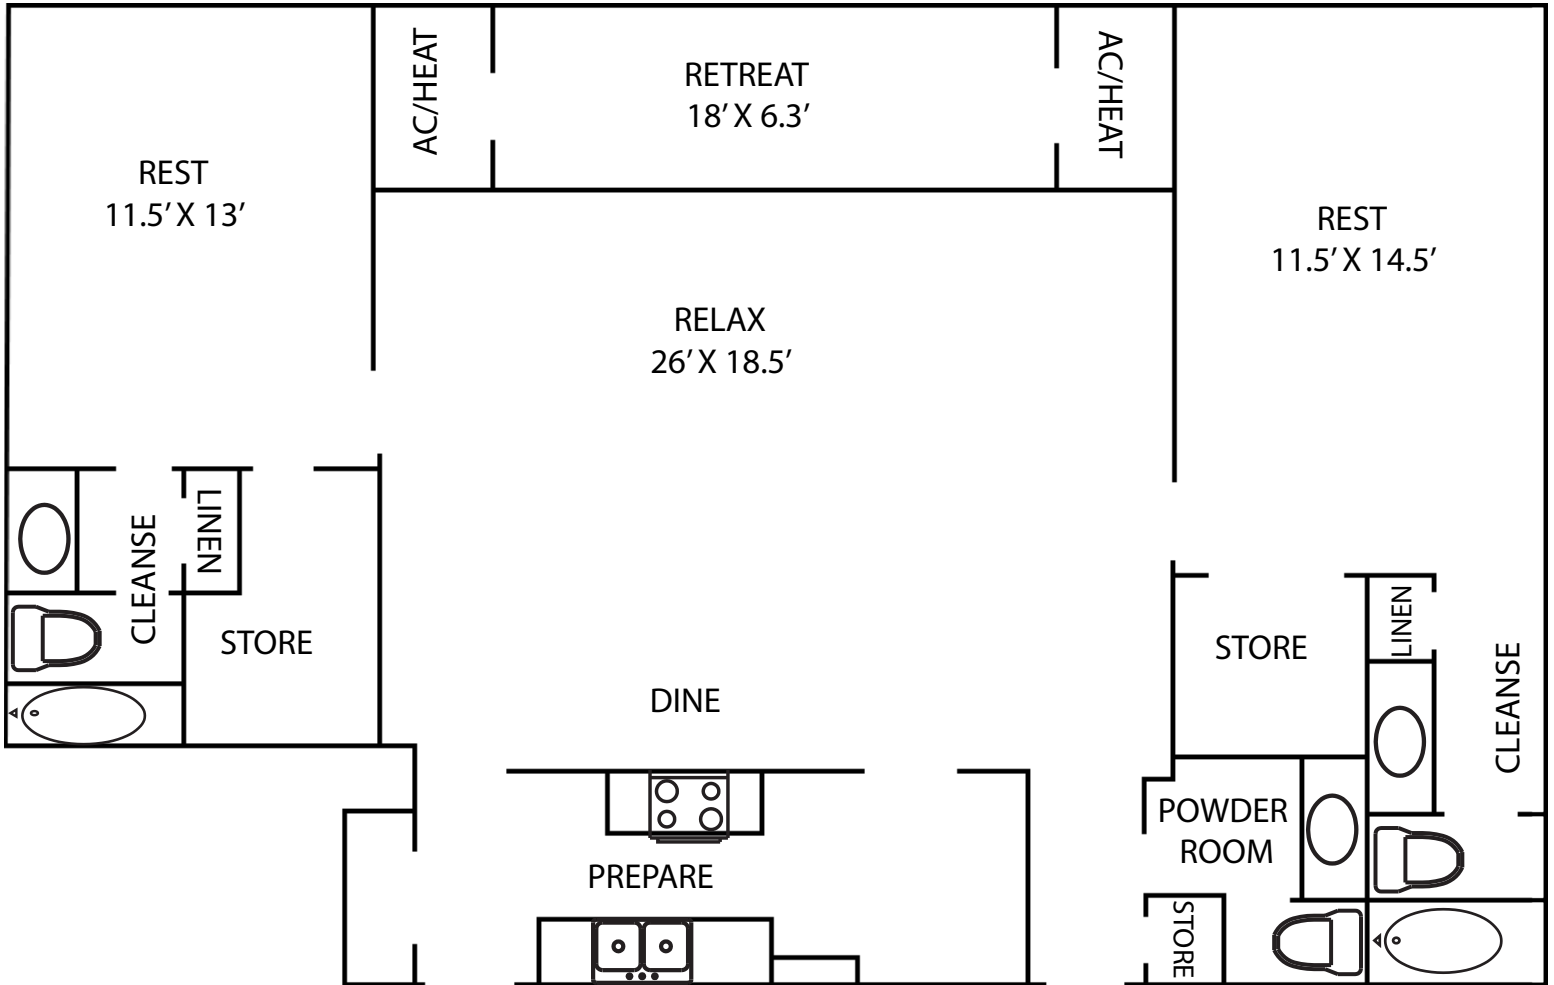 AC/HEAT
RETREAT
18’ X 6.3’
AC/HEAT
REST
11.5’ X 13’
REST
11.5’ X 14.5’
RELAX
26’ X 18.5’
LINEN
CLEANSE
STORE
LINEN
STORE
CLEANSE
DINE
POWDER
ROOM
PREPARE
STORE